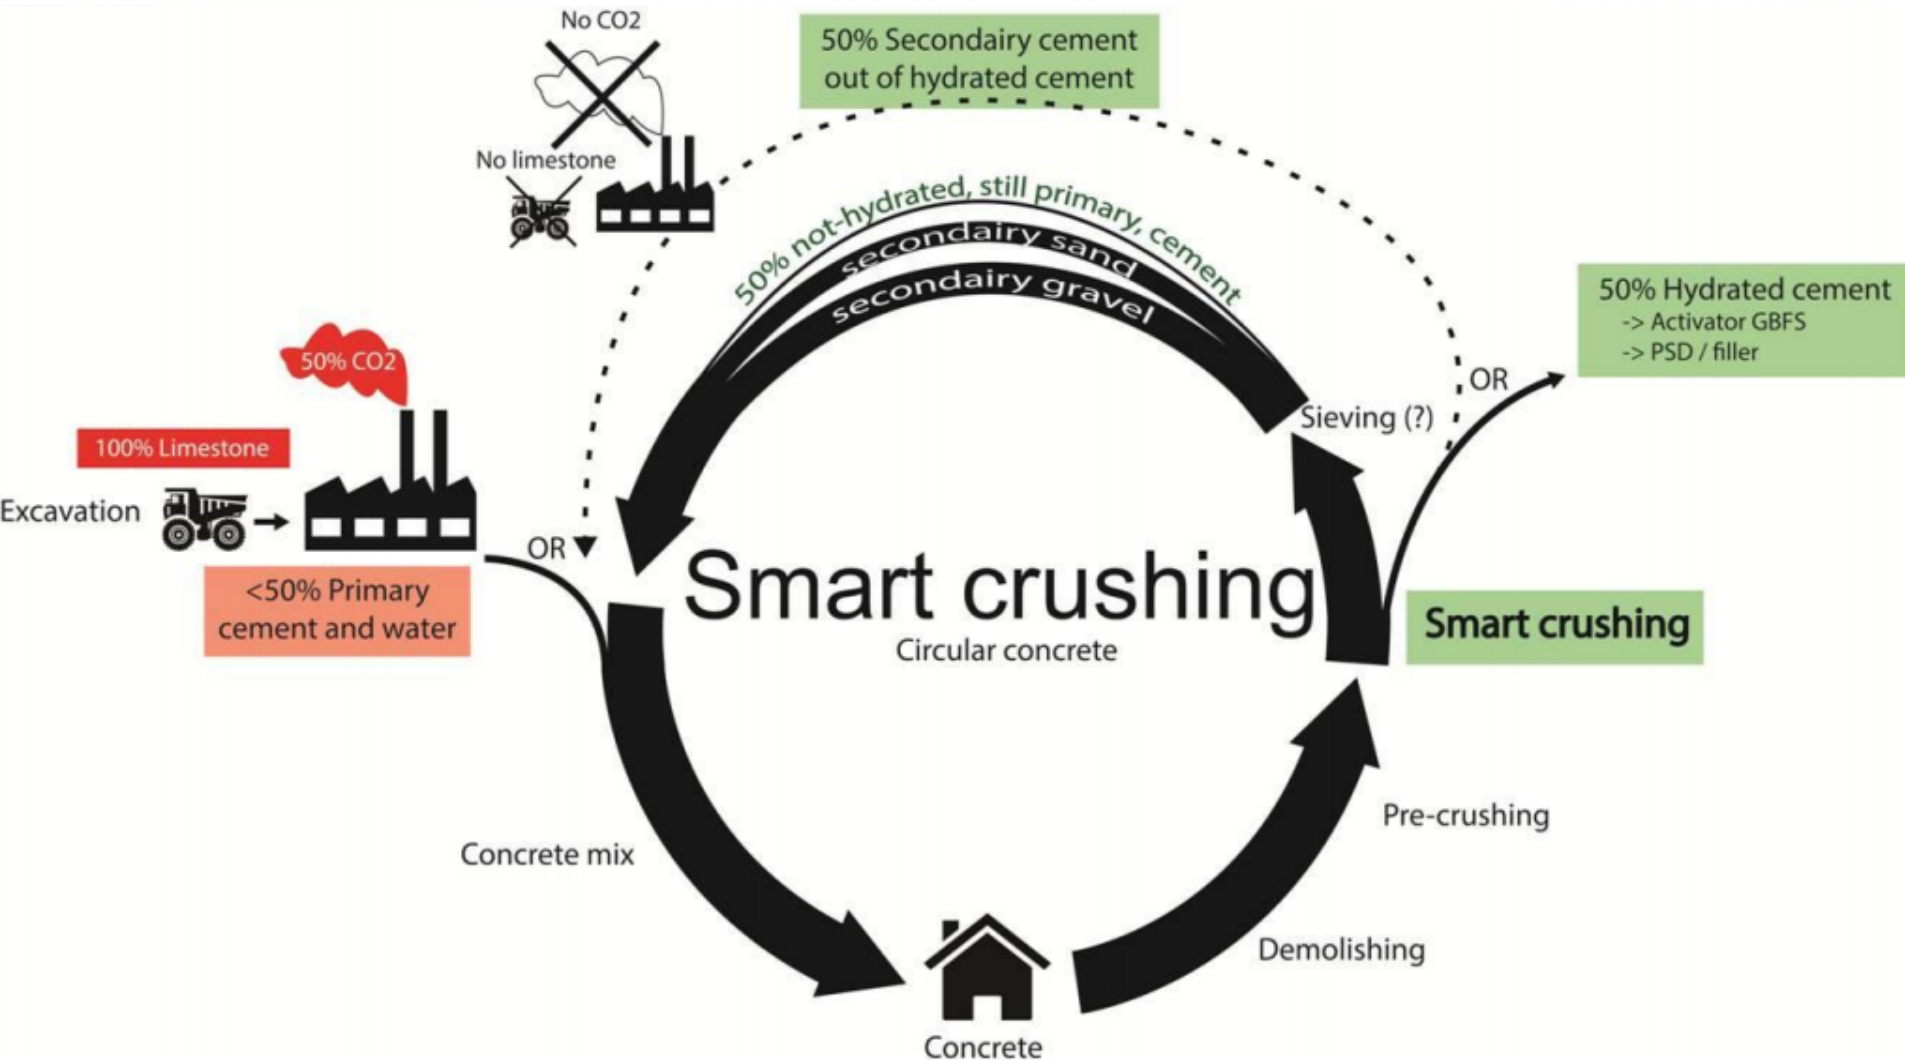 No CO2
No limestone
50% Secondairy cement
out of hydrated cement
50% not-hydrated, still primary, cement
secondairy sand
secondairy gravel
50% Hydrated cement
-> Activator GBFS
-> PSD / filler
OR
Sieving (?)
50% CO2
100% Limestone
Excavation
<50% Primary
cement and water
OR
Smart crushing
Circular concrete
Smart crushing
Pre-crushing
Concrete mix
Demolishing
Concrete